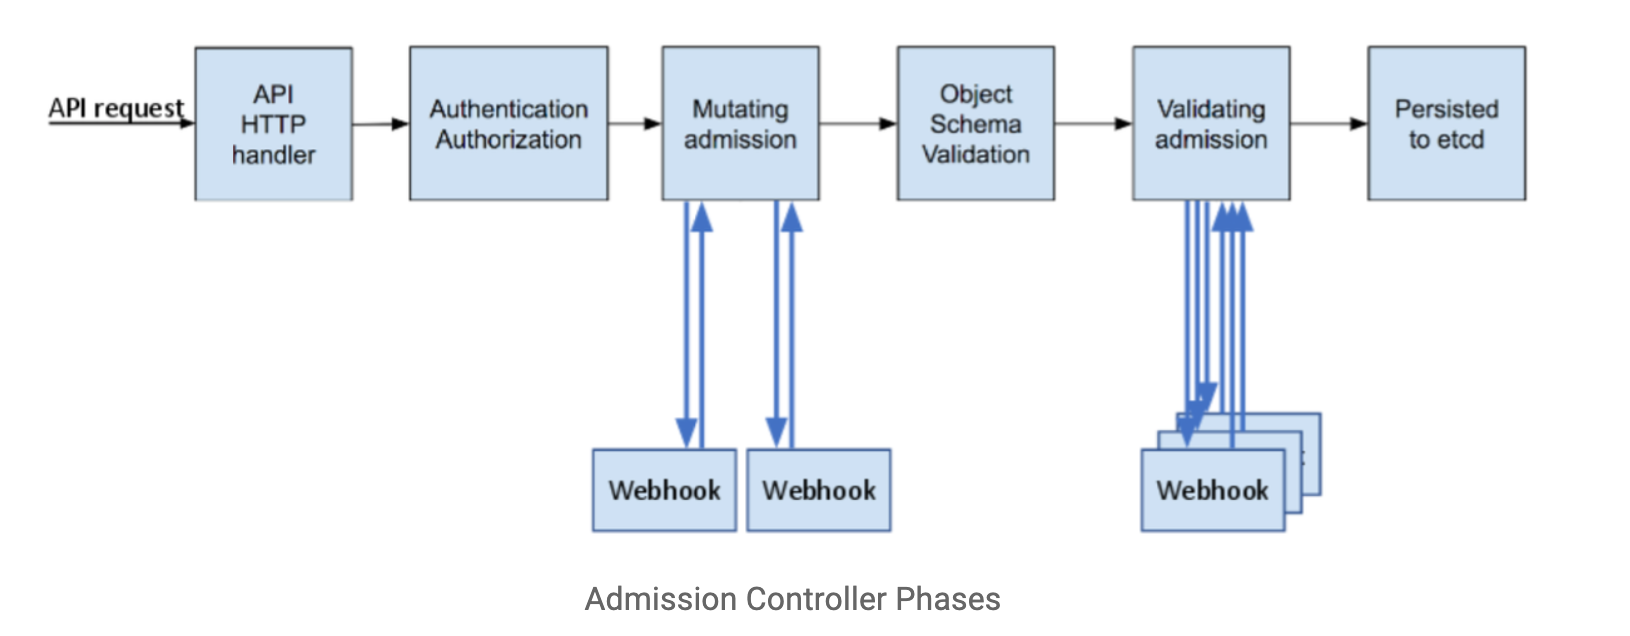 API request
API
HTTP
handler
Authentication
Authorization
Mutating
admission
Object
Schema
Validation
Validating
admission
Persisted
to etcd
Webhook
Webhook
Webhook
Admission Controller Phases